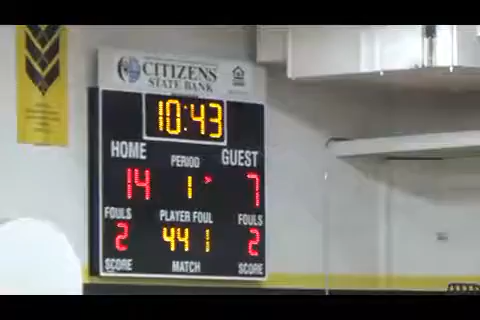 CITIZENS
STATE BANK
10:43
HOME PERIOD GUEST
14 1 7
FOULS PLAYER FOUL FOULS
2 44 1 2
SCORE MATCH SCORE